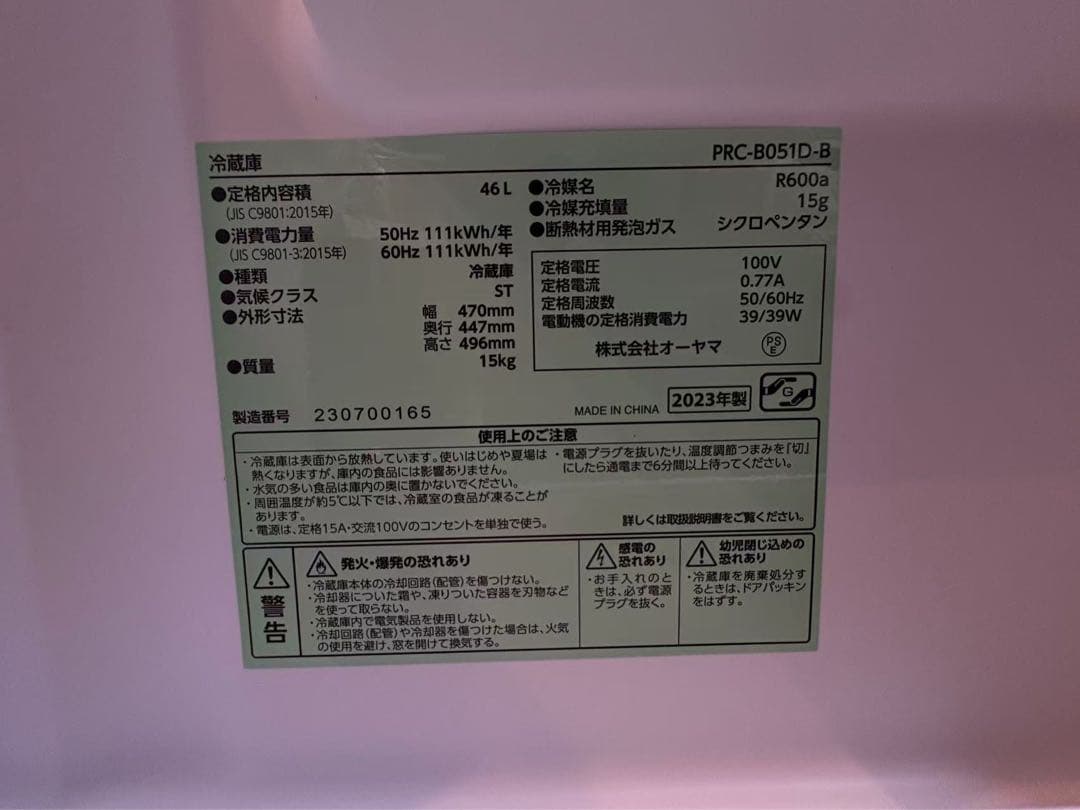 冷蔵庫
PRC-B051D-B
●定格内容積 46L
(JIS C9801:2015年)
●消費電力量 50Hz 111kWh/年
(JIS C9801-3:2015年) 60Hz 111kWh/年
●種類 冷蔵庫
●気候クラス ST
●外形寸法 幅 470mm
奥行 447mm
高さ 496mm
●質量 15kg
●冷媒名 R600a
●冷媒充填量 15g
●断熱材用発泡ガス シクロペンタン
定格電圧 100V
定格電流 0.77A
定格周波数 50/60Hz
電動機の定格消費電力 39/39W
株式会社オーヤマ PSE
製造番号 230700165
MADE IN CHINA 2023年製 G
使用上のご注意
・冷蔵庫は表面から放熱しています。使いはじめや夏場は
熱くなりますが、庫内の食品には影響ありません。
・水気の多い食品は庫内の奥に置かないでください。
・周囲温度が約5℃以下では、冷蔵室の食品が凍ることが
あります。
・電源は、定格15A・交流100Vのコンセントを単独で使う。
・電源プラグを抜いたり、温度調節つまみを「切」
にしたら通電まで6分間以上待ってください。
詳しくは取扱説明書をご覧ください。
警告
発火・爆発の恐れあり
・冷蔵庫本体の冷却回路(配管)を傷つけない。
・冷却器についた霜や、凍りついた容器を刃物など
を使って取らない。
・冷蔵庫内で電気製品を使用しない。
・冷却回路(配管)や冷却器を傷つけた場合は、火気
の使用を避け、窓を開けて換気する。
感電の
恐れあり
・お手入れのと
きは、必ず電源
プラグを抜く。
幼児閉じ込めの
恐れあり
・冷蔵庫を廃棄処分す
るときは、ドアパッキン
をはずす。